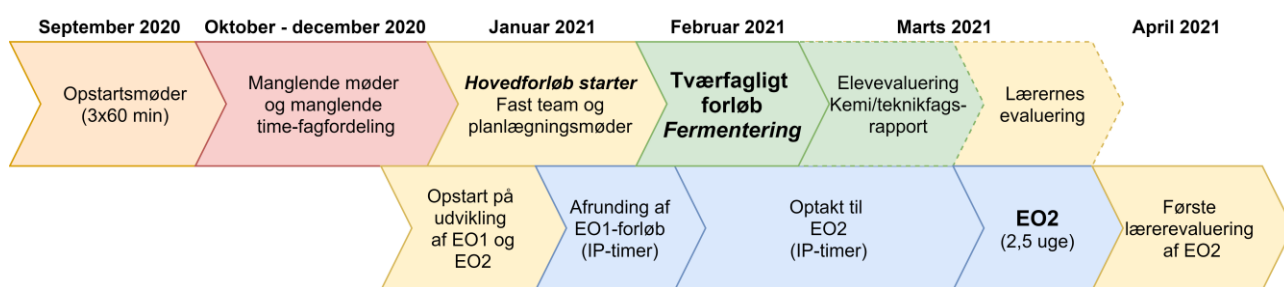 September 2020
Oktober - december 2020
Januar 2021
Februar 2021
Marts 2021
April 2021
Opstartsmøder
(3x60 min)
Manglende møder
og manglende
time-fagfordeling
Hovedforløb starter
Fast team og
planlægningsmøder
Tværfagligt
forløb
Fermentering
Elevevaluering
Kemi/teknikfags-
rapport
Lærernes
evaluering
Opstart på
udvikling
af EO1 og
EO2
Afrunding af
EO1-forløb
(IP-timer)
Optakt til
EO2
(IP-timer)
EO2
(2,5 uge)
Første
lærerevaluering
af EO2